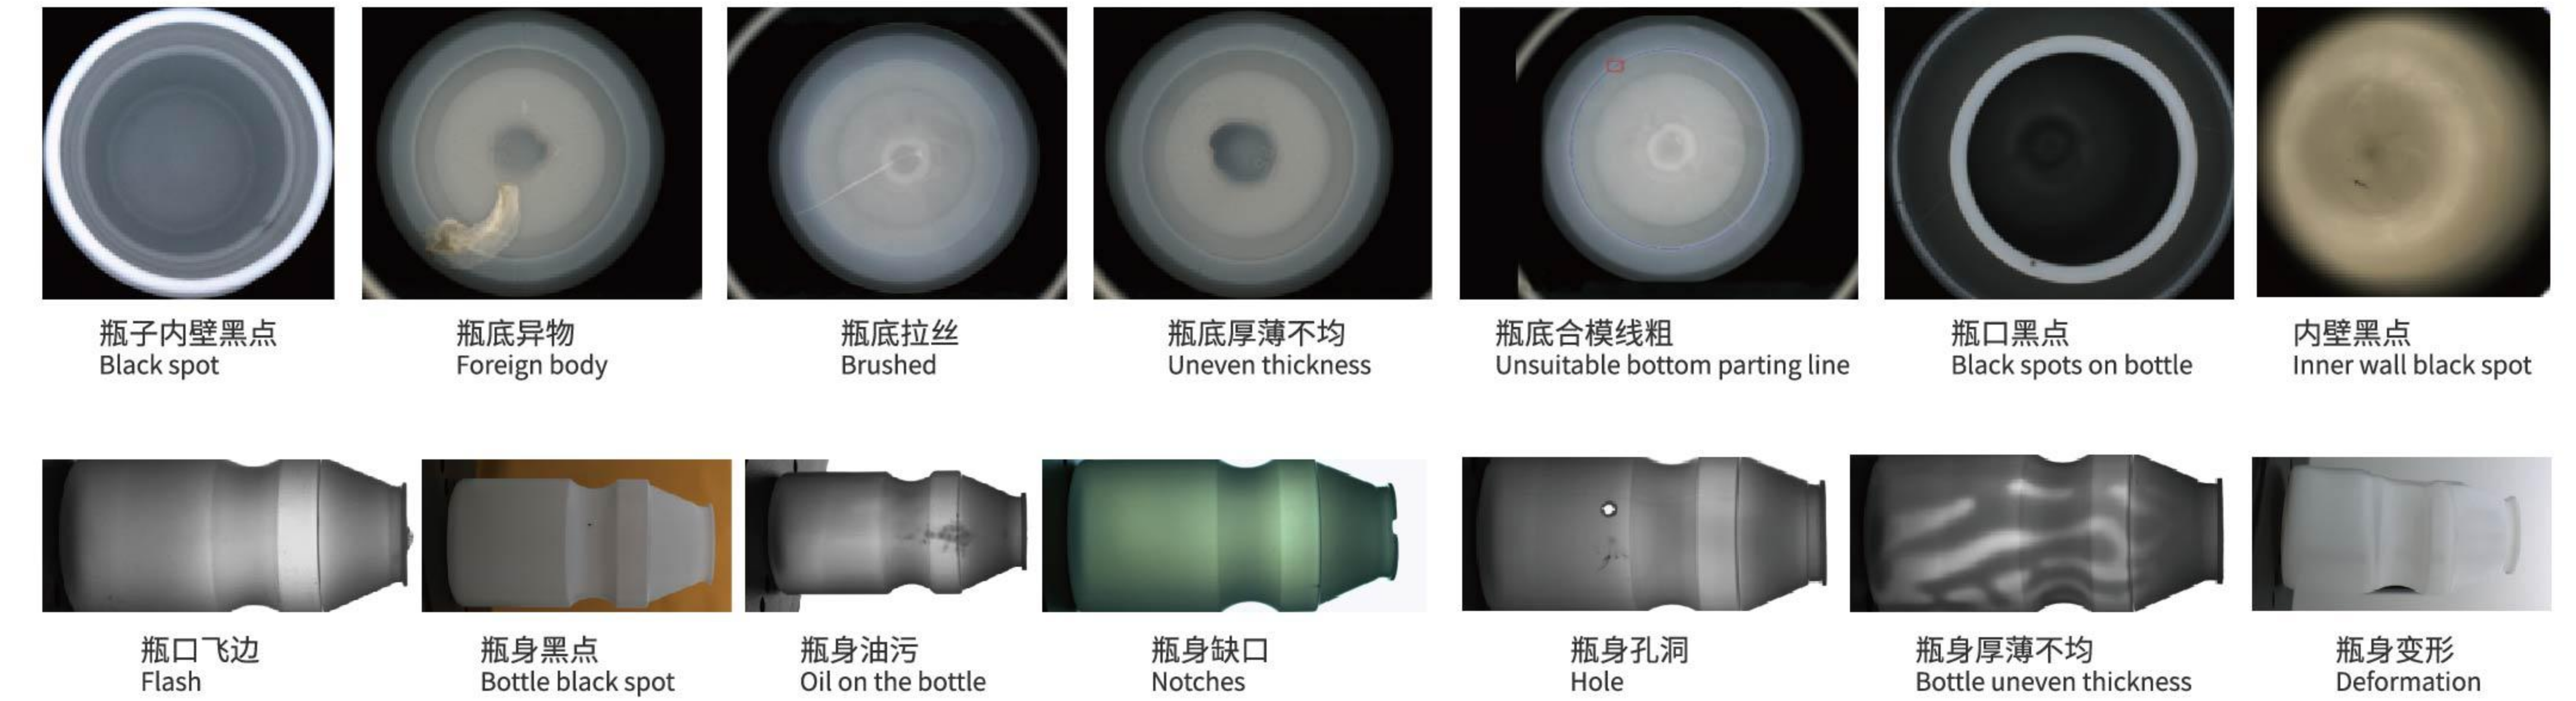 瓶子内壁黑点
Black spot
瓶底异物
Foreign body
瓶底拉丝
Brushed
瓶底厚薄不均
Uneven thickness
瓶底合模线粗
Unsuitable bottom parting line
瓶口黑点
Black spots on bottle
内壁黑点
Inner wall black spot
瓶口飞边
Flash
瓶身黑点
Bottle black spot
瓶身油污
Oil on the bottle
瓶身缺口
Notches
瓶身孔洞
Hole
瓶身厚薄不均
Bottle uneven thickness
瓶身变形
Deformation